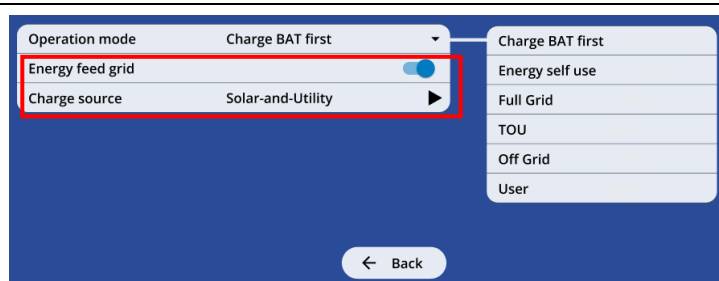 Operation mode Charge BAT first
Energy feed grid
Charge source Solar-and-Utility
Charge BAT first
Energy self use
Full Grid
TOU
Off Grid
User
Back